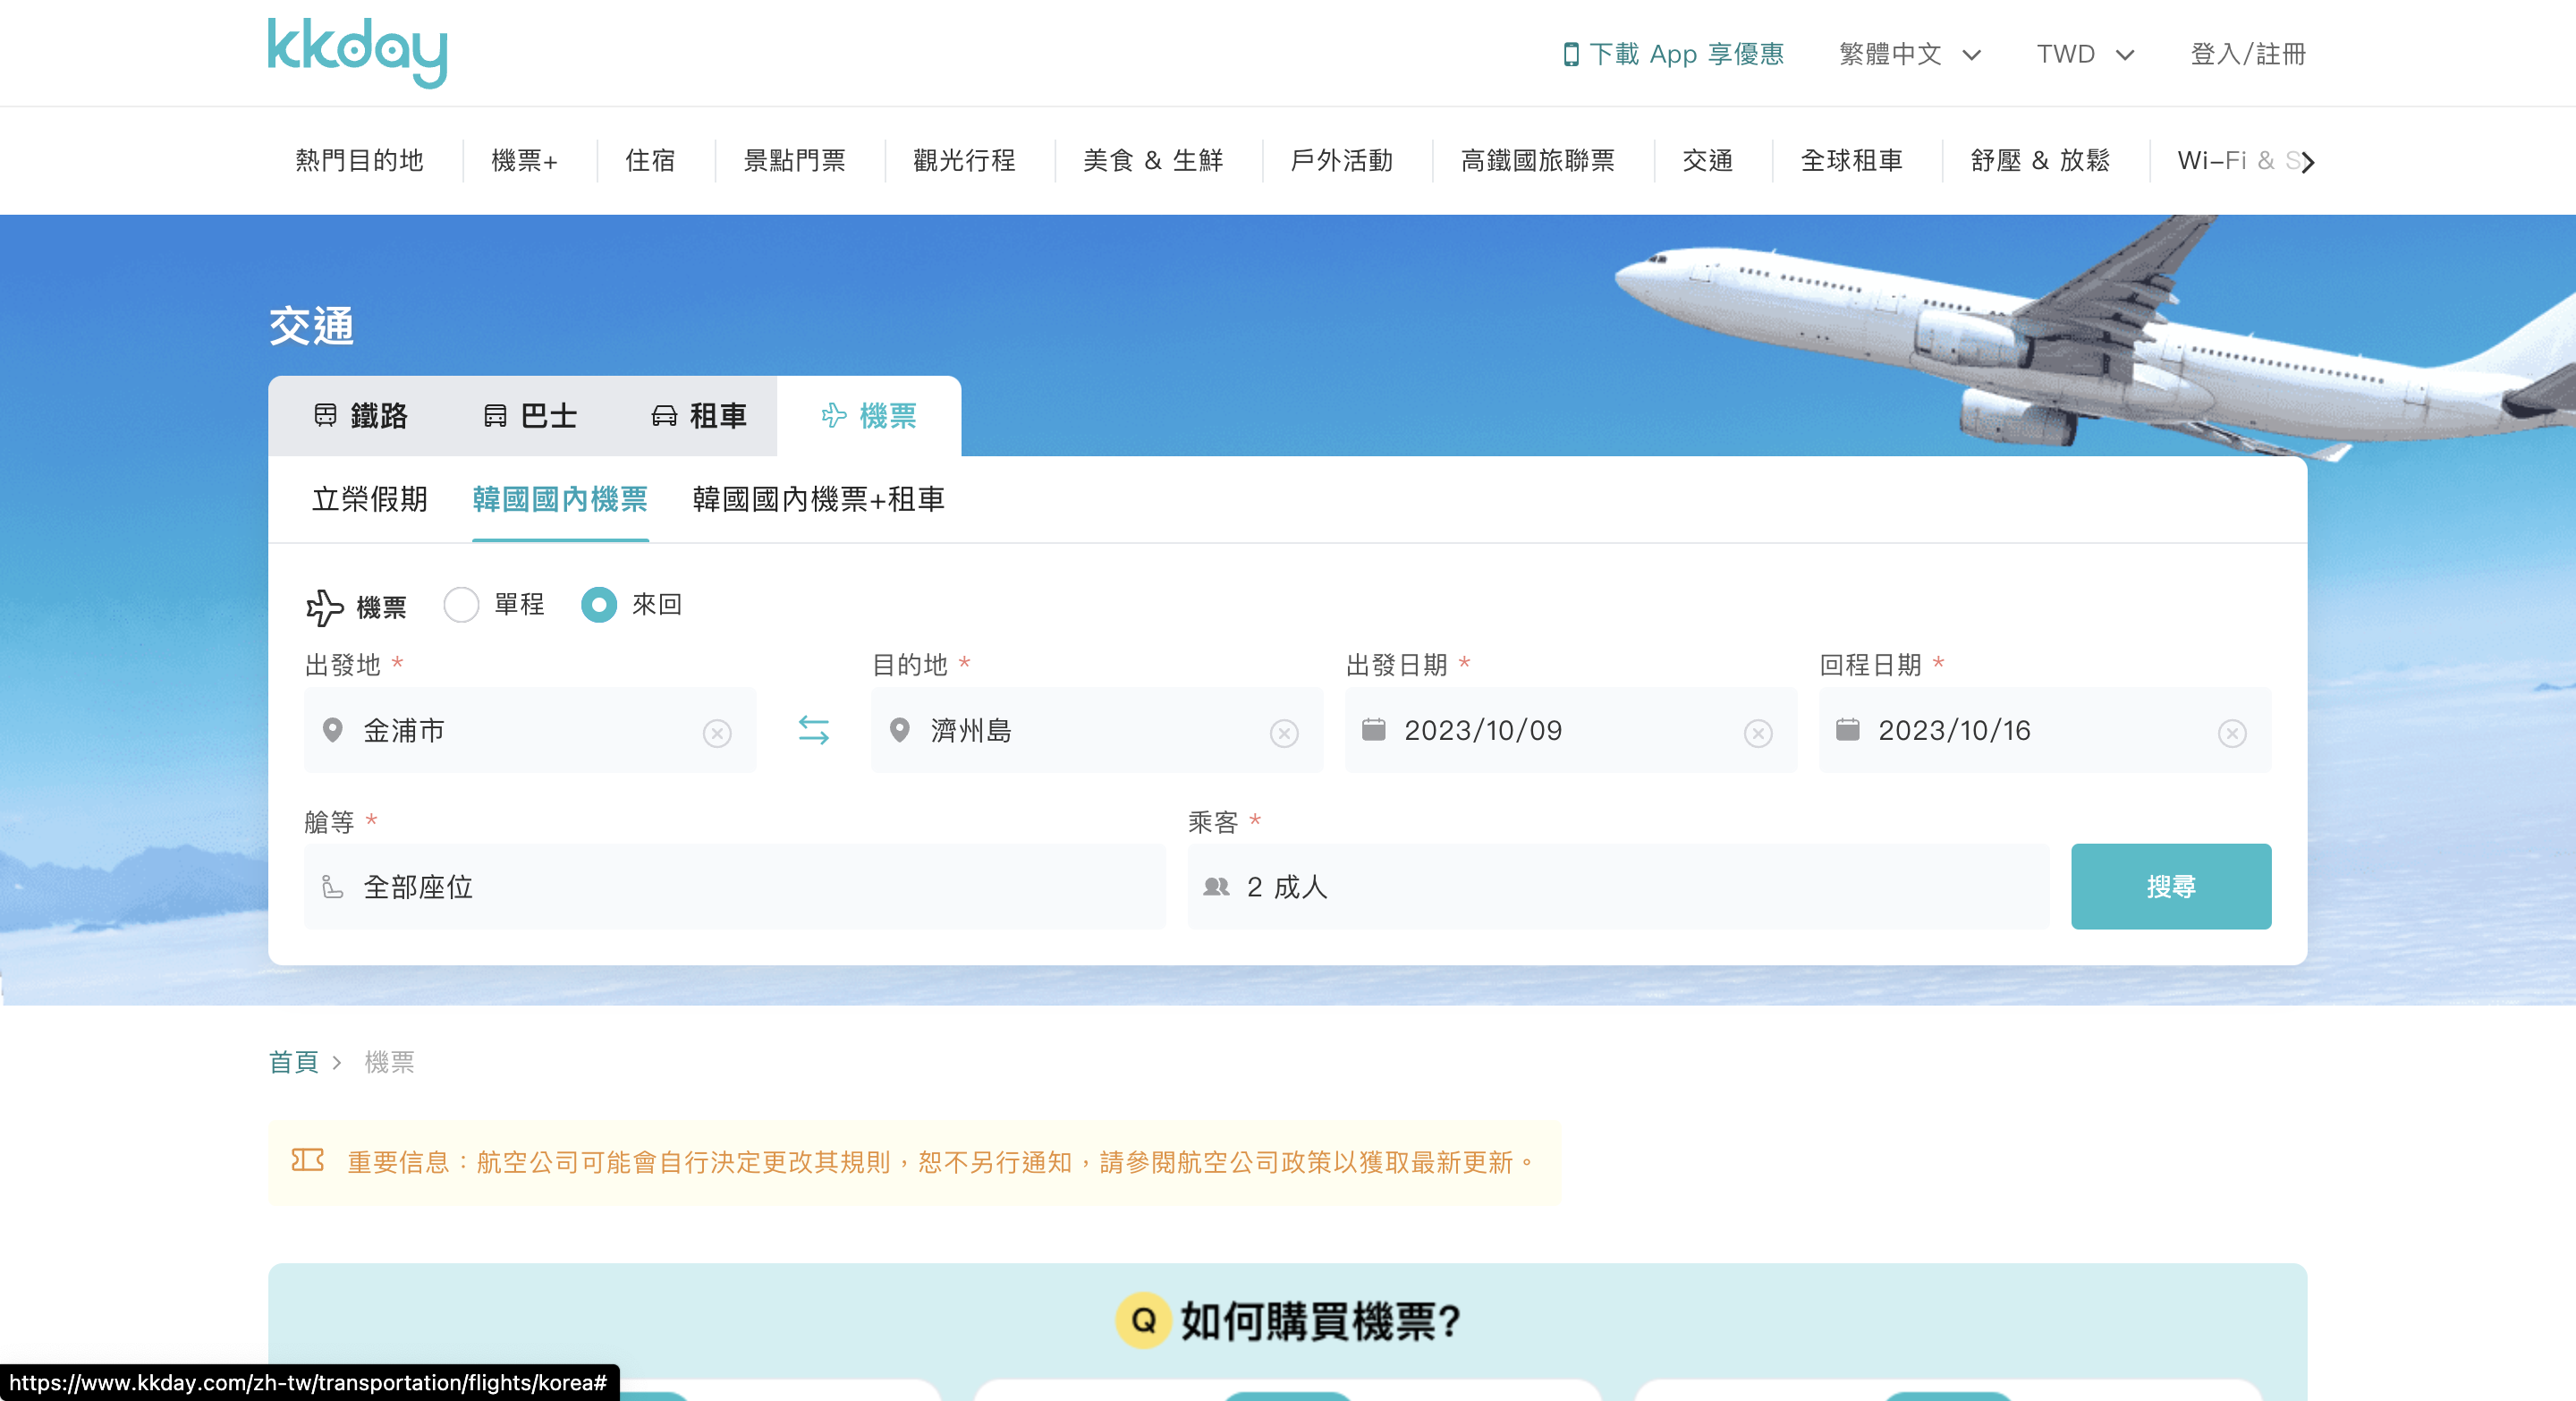 kkday
下載 App 享優惠
繁體中文
TWD
登入/註冊
熱門目的地
機票+
住宿
景點門票
觀光行程
美食 & 生鮮
戶外活動
高鐵國旅聯票
交通
全球租車
舒壓 & 放鬆
Wi-Fi & S
交通
鐵路
巴士
租車
機票
立榮假期
韓國國內機票
韓國國內機票+租車
機票
單程
來回
出發地 *
目的地 *
出發日期 *
回程日期 *
金浦市
濟州島
2023/10/09
2023/10/16
艙等 *
乘客 *
全部座位
2 成人
搜尋
首頁 > 機票
重要信息：航空公司可能會自行決定更改其規則，恕不另行通知，請參閱航空公司政策以獲取最新更新。
Q 如何購買機票?
https://www.kkday.com/zh-tw/transportation/flights/korea#